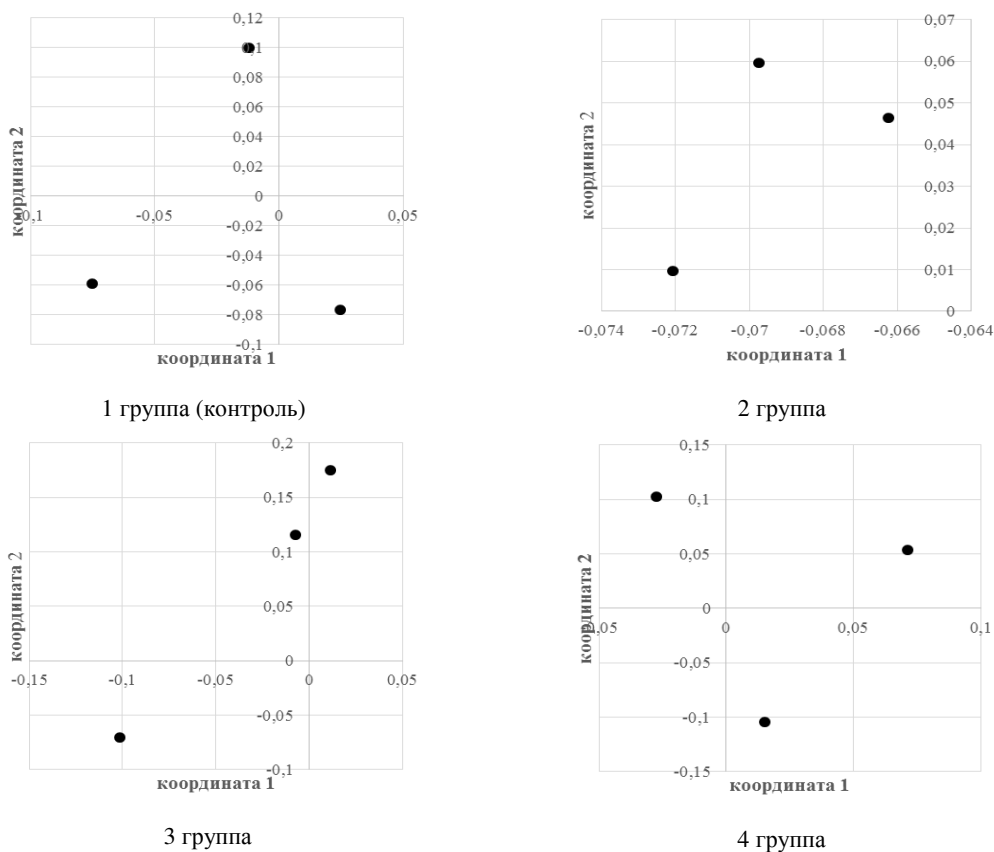 0,12
0,1
0,08
0,06
0,04
0,02
0
-0,1 -0,05 0 0,05
-0,02
-0,04
-0,06
-0,08
-0,1
координата 2
координата 1
1 группа (контроль)
0,07
0,06
0,05
0,04
0,03
0,02
0,01
0
-0,074 -0,072 -0,07 -0,068 -0,066 -0,064
координата 2
координата 1
2 группа
0,2
0,15
0,1
0,05
0
-0,15 -0,1 -0,05 0 0,05
-0,05
-0,1
координата 2
координата 1
3 группа
0,15
0,1
0,05
0
-0,05 0 0,05 0,1
-0,05
-0,1
-0,15
координата 2
координата 1
4 группа